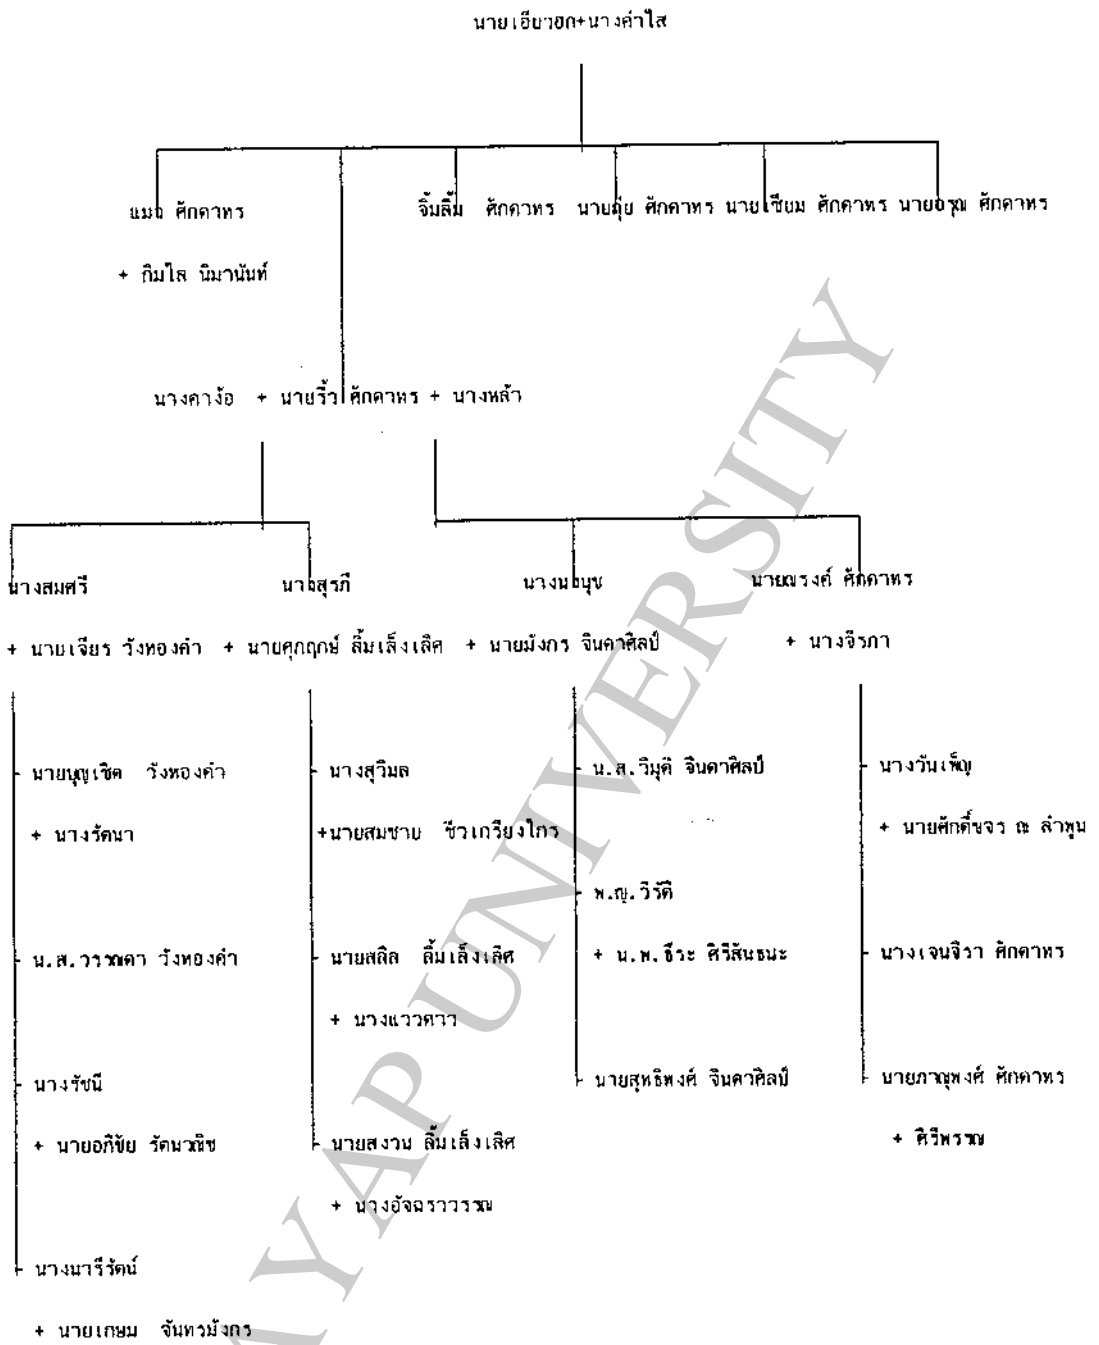 นายเอียวฮก+นางคำใส
แมว ศักดาทร
จิ้มลิ้ม ศักดาทร นายกุ่ย ศักดาทร นายเซียม ศักดาทร นายอรุณ ศักดาทร
+ กิมไล นิมานันท์
นางดาง้อ + นายริ้ว ศักดาทร + นางหล้า
นางสมศรี นางสุรภี นางนงนุช นายณรงค์ ศักดาทร
+ นายเจียร วังทองคำ + นายศุภฤกษ์ ลิ้มเล็งเลิศ + นายมังกร จินดาศิลป์ + นางจิรภา
นายบุญเชิด วังทองคำ นางสุวิมล น.ส.วิมุติ จินดาศิลป์ นางวันเพ็ญ
+ นางรัตนา +นายสมชาย ชีวเกรียงไกร + นายศักดิ์ขจร ณ ลำพูน
พ.ญ.วิรัตี
น.ส.วรรณดา วังทองคำ นายสลิล ลิ้มเล็งเลิศ + น.พ.ธีระ ศิริสันธนะ นางเจนจิรา ศักดาทร
+ นางแววดาว
นางรัชนี นายสุทธิพงศ์ จินดาศิลป์ นายภาณุพงศ์ ศักดาทร
+ นายอภิชัย รัตนวณิช นายสงวน ลิ้มเล็งเลิศ + ศิริพรรณ
+ นางอัจฉราวรรณ
นางนารีรัตน์
+ นายเกษม จันทรมังกร
AYAP UNIVERSITY